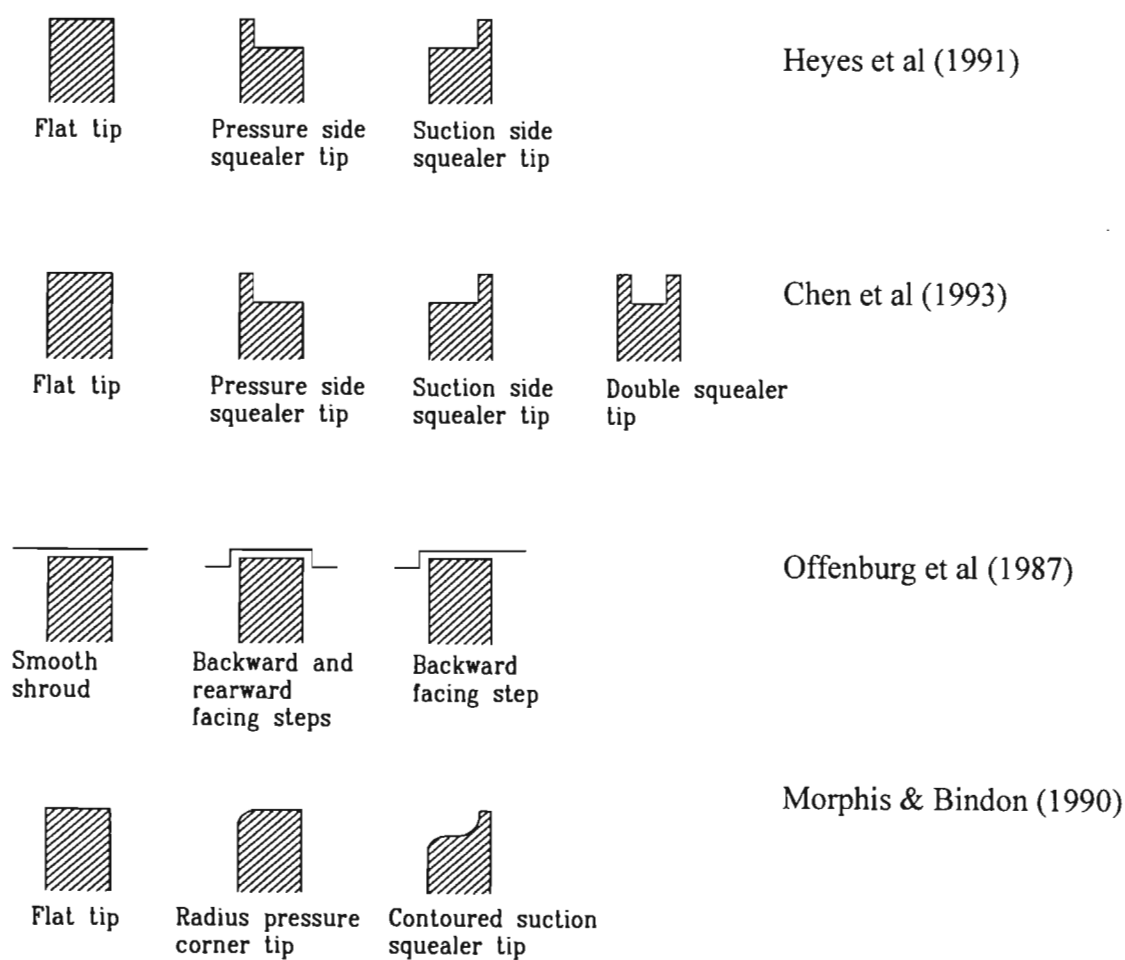 Heyes et al (1991)
Flat tip
Pressure side
squealer tip
Suction side
squealer tip
Chen et al (1993)
Flat tip
Pressure side
squealer tip
Suction side
squealer tip
Double squealer
tip
Offenburg et al (1987)
Smooth
shroud
Backward and
rearward
facing steps
Backward
facing step
Morphis & Bindon (1990)
Flat tip
Radius pressure
corner tip
Contoured suction
squealer tip